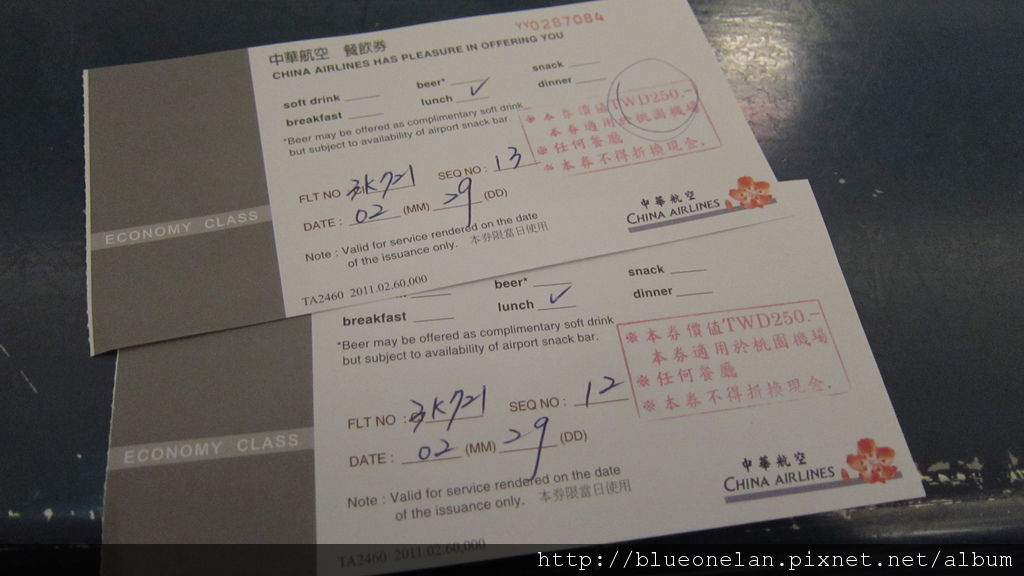 YY0287084
中華航空 餐飲券
CHINA AIRLINES HAS PLEASURE IN OFFERING YOU
soft drink ____ beer* ____ snack ____
breakfast ____ lunch ✓ dinner ____
*Beer may be offered as complimentary soft drink
but subject to availability of airport snack bar.
※本券價值TWD250.-
本券適用於桃園機場
※任何餐廳
※本券不得折換現金.
FLT NO : 3K721 SEQ NO : 13
DATE : 02 (MM) 29 (DD)
Note : Valid for service rendered on the date
of the issuance only. 本券限當日使用
中華航空
CHINA AIRLINES
TA2460 2011.02.60,000
ECONOMY CLASS
beer* ____ snack ____
breakfast ____ lunch ✓ dinner ____
*Beer may be offered as complimentary soft drink
but subject to availability of airport snack bar.
※本券價值TWD250.-
本券適用於桃園機場
※任何餐廳
※本券不得折換現金.
FLT NO : 3K721 SEQ NO : 12
DATE : 02 (MM) 29 (DD)
Note : Valid for service rendered on the date
of the issuance only. 本券限當日使用
中華航空
CHINA AIRLINES
TA2460 2011.02.60,000
ECONOMY CLASS
http://blueonelan.pixnet.net/album